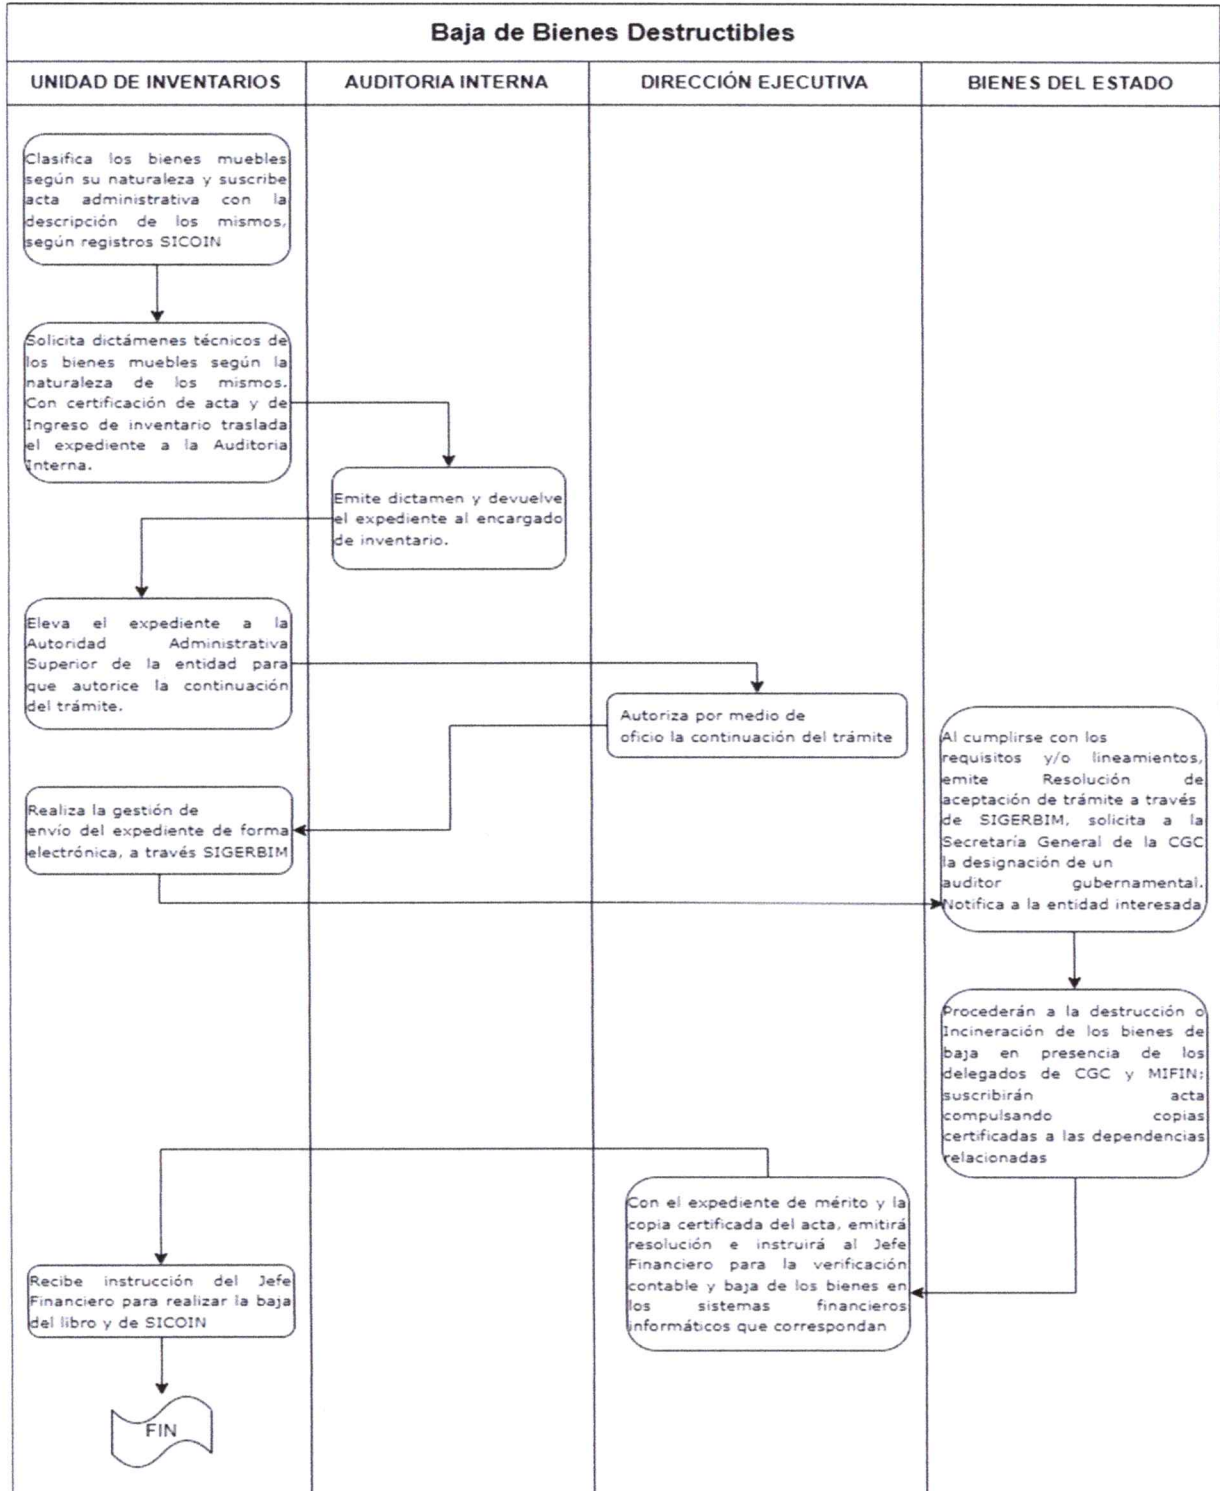 Baja de Bienes Destructibles
UNIDAD DE INVENTARIOS
AUDITORIA INTERNA
DIRECCIÓN EJECUTIVA
BIENES DEL ESTADO
Clasifica los bienes muebles
según su naturaleza y suscribe
acta administrativa con la
descripción de los mismos,
según registros SICOIN
Solicita dictámenes técnicos de
los bienes muebles según la
naturaleza de los mismos.
Con certificación de acta y de
Ingreso de inventario traslada
el expediente a la Auditoria
Interna.
Emite dictamen y devuelve
el expediente al encargado
de inventario.
Eleva el expediente a la
Autoridad Administrativa
Superior de la entidad para
que autorice la continuación
del trámite.
Autoriza por medio de
oficio la continuación del trámite
Realiza la gestión de
envío del expediente de forma
electrónica, a través SIGERBIM
Al cumplirse con los
requisitos y/o lineamientos,
emite Resolución de
aceptación de trámite a través
de SIGERBIM, solicita a la
Secretaría General de la CGC
la designación de un
auditor gubernamental.
Notifica a la entidad interesada
Procederán a la destrucción o
Incineración de los bienes de
baja en presencia de los
delegados de CGC y MIFIN;
suscribirán acta
compulsando copias
certificadas a las dependencias
relacionadas
Con el expediente de mérito y la
copia certificada del acta, emitirá
resolución e instruirá al Jefe
Financiero para la verificación
contable y baja de los bienes en
los sistemas financieros
informáticos que correspondan
Recibe instrucción del Jefe
Financiero para realizar la baja
del libro y de SICOIN
FIN